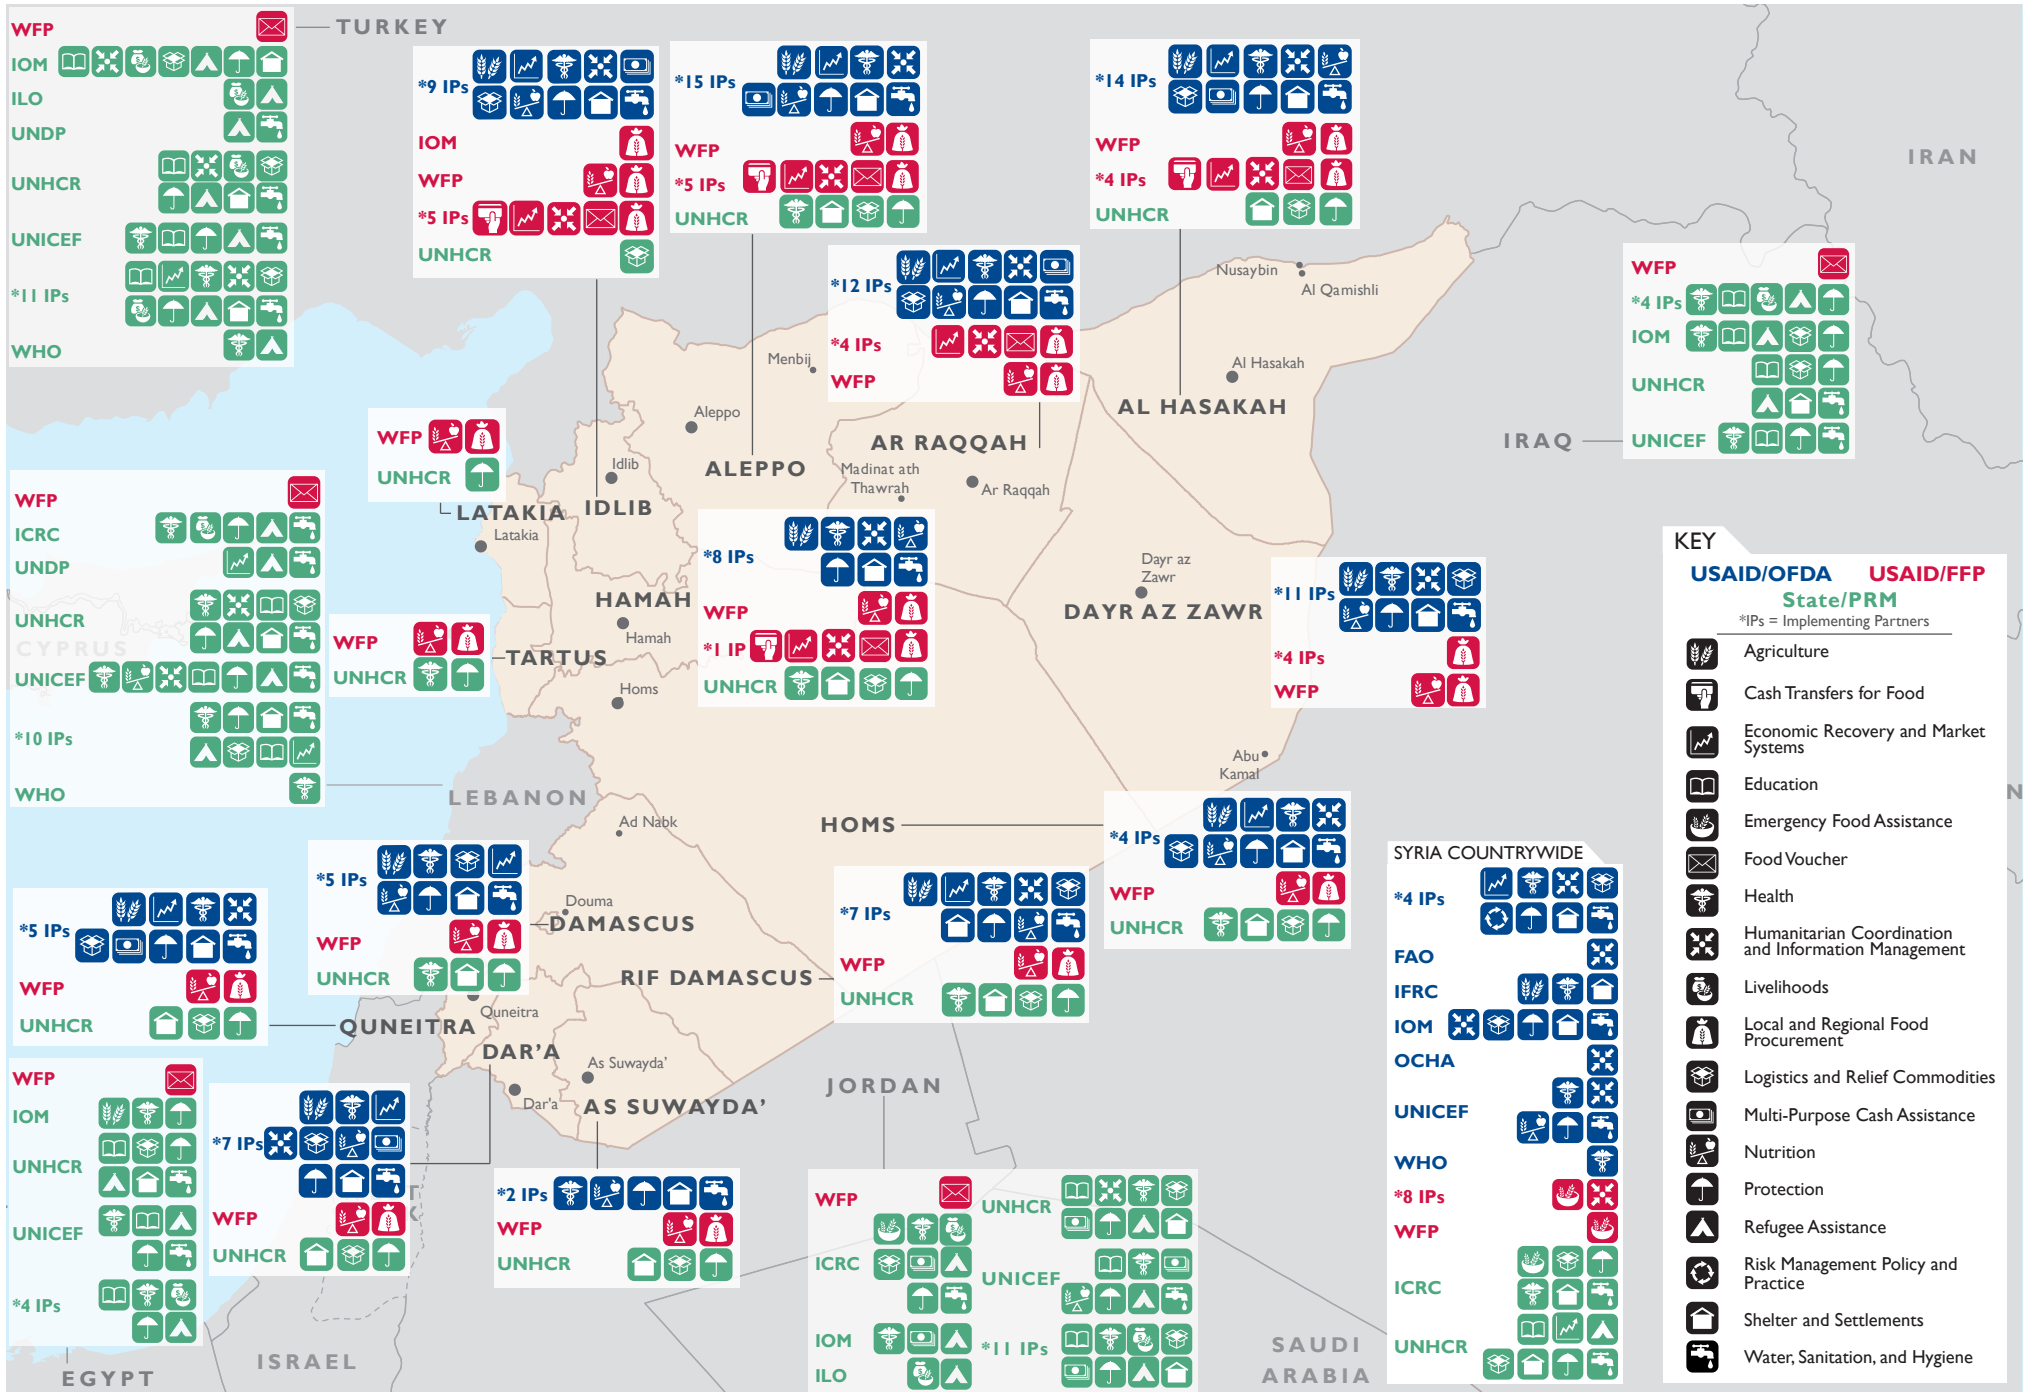 WFP
IOM
ILO
UNDP
UNHCR
UNICEF
*11 IPs
WHO
TURKEY
*9 IPs
IOM
WFP
*5 IPs
UNHCR
*15 IPs
WFP
*5 IPs
UNHCR
*14 IPs
WFP
*4 IPs
UNHCR
IRAN
*12 IPs
*4 IPs
WFP
Nusaybin
Al Qamishli
WFP
*4 IPs
IOM
UNHCR
UNICEF
IRAQ
Menbij
Al Hasakah
AL HASAKAH
Aleppo
ALEPPO
AR RAQQAH
Madinat ath
Thawrah
Ar Raqqah
WFP
UNHCR
LATAKIA
Latakia
Idlib
IDLIB
WFP
ICRC
UNDP
UNHCR
CYPRUS
UNICEF
*10 IPs
WHO
LEBANON
WFP
UNHCR
TARTUS
HAMAH
Hamah
Homs
*8 IPs
WFP
*1 IP
UNHCR
Dayr az
Zawr
DAYR AZ ZAWR
*11 IPs
*4 IPs
WFP
Abu
Kamal
KEY
USAID/OFDA USAID/FFP
State/PRM
*IPs = Implementing Partners
Agriculture
Cash Transfers for Food
Economic Recovery and Market
Systems
Education
Emergency Food Assistance
Food Voucher
Health
Humanitarian Coordination
and Information Management
Livelihoods
Local and Regional Food
Procurement
Logistics and Relief Commodities
Multi-Purpose Cash Assistance
Nutrition
Protection
Refugee Assistance
Risk Management Policy and
Practice
Shelter and Settlements
Water, Sanitation, and Hygiene
N
Ad Nabk
HOMS
*4 IPs
WFP
UNHCR
*5 IPs
WFP
UNHCR
Douma
DAMASCUS
RIF DAMASCUS
*7 IPs
WFP
UNHCR
*5 IPs
WFP
UNHCR
QUNEITRA
Quneitra
DAR'A
Dar'a
As Suwayda'
AS SUWAYDA'
SYRIA COUNTRYWIDE
*4 IPs
FAO
IFRC
IOM
OCHA
UNICEF
WHO
*8 IPs
WFP
ICRC
UNHCR
WFP
IOM
UNHCR
UNICEF
*4 IPs
EGYPT
*7 IPs
WFP
UNHCR
ISRAEL
*2 IPs
WFP
UNHCR
JORDAN
WFP
ICRC
IOM
ILO
UNHCR
UNICEF
*11 IPs
SAUDI
ARABIA